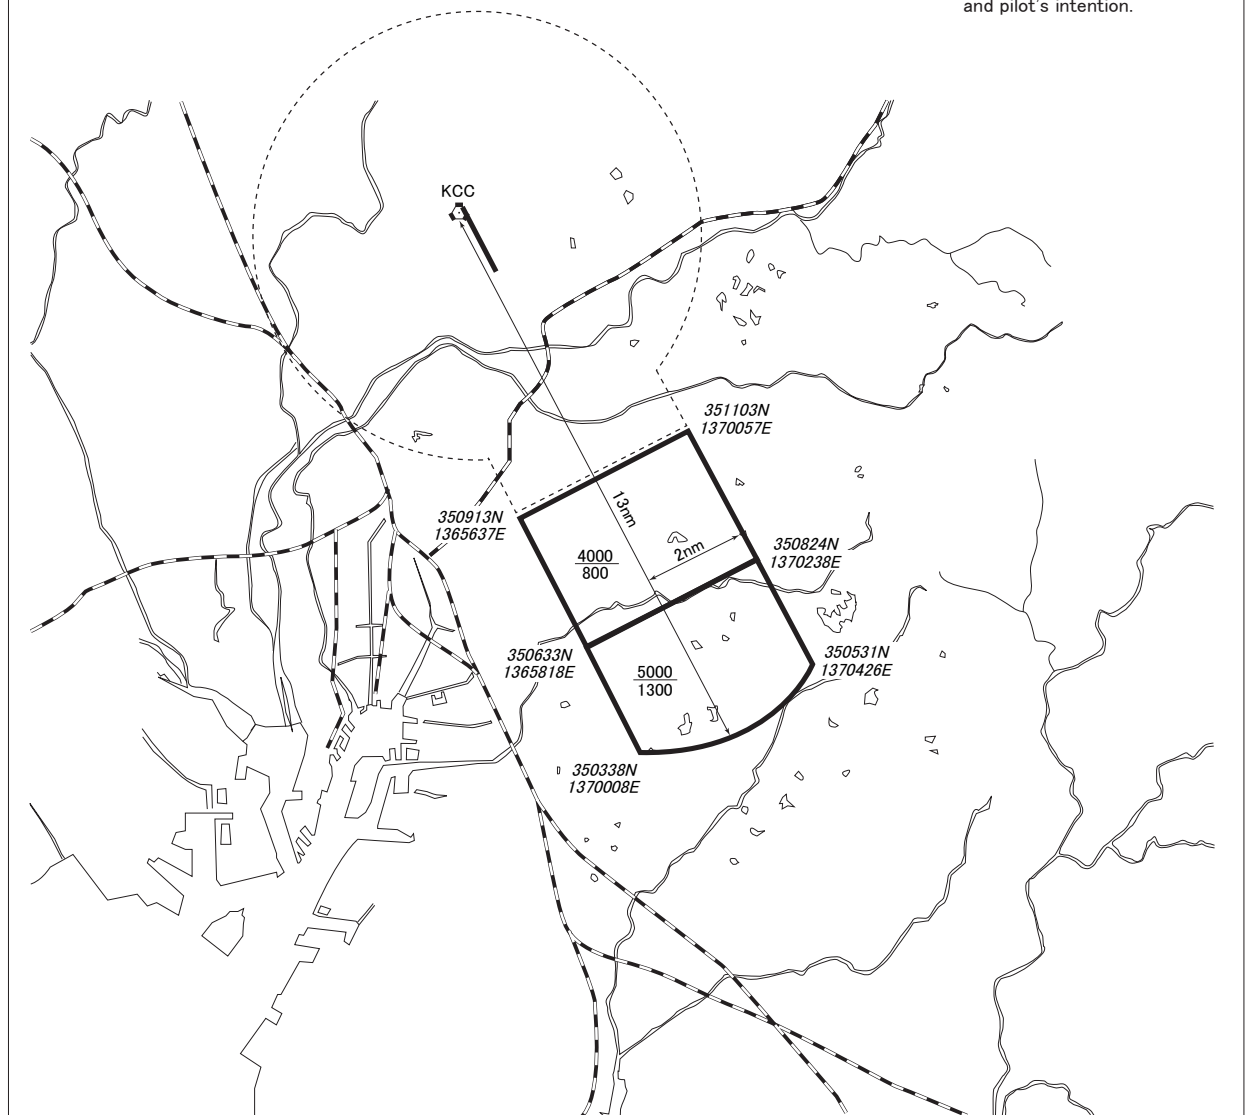 and pilot's intention.
KCC
351103N
1370057E
13nm
350913N
1365637E
2nm
350824N
1370238E
4000
800
350633N
1365818E
350531N
1370426E
5000
1300
350338N
1370008E